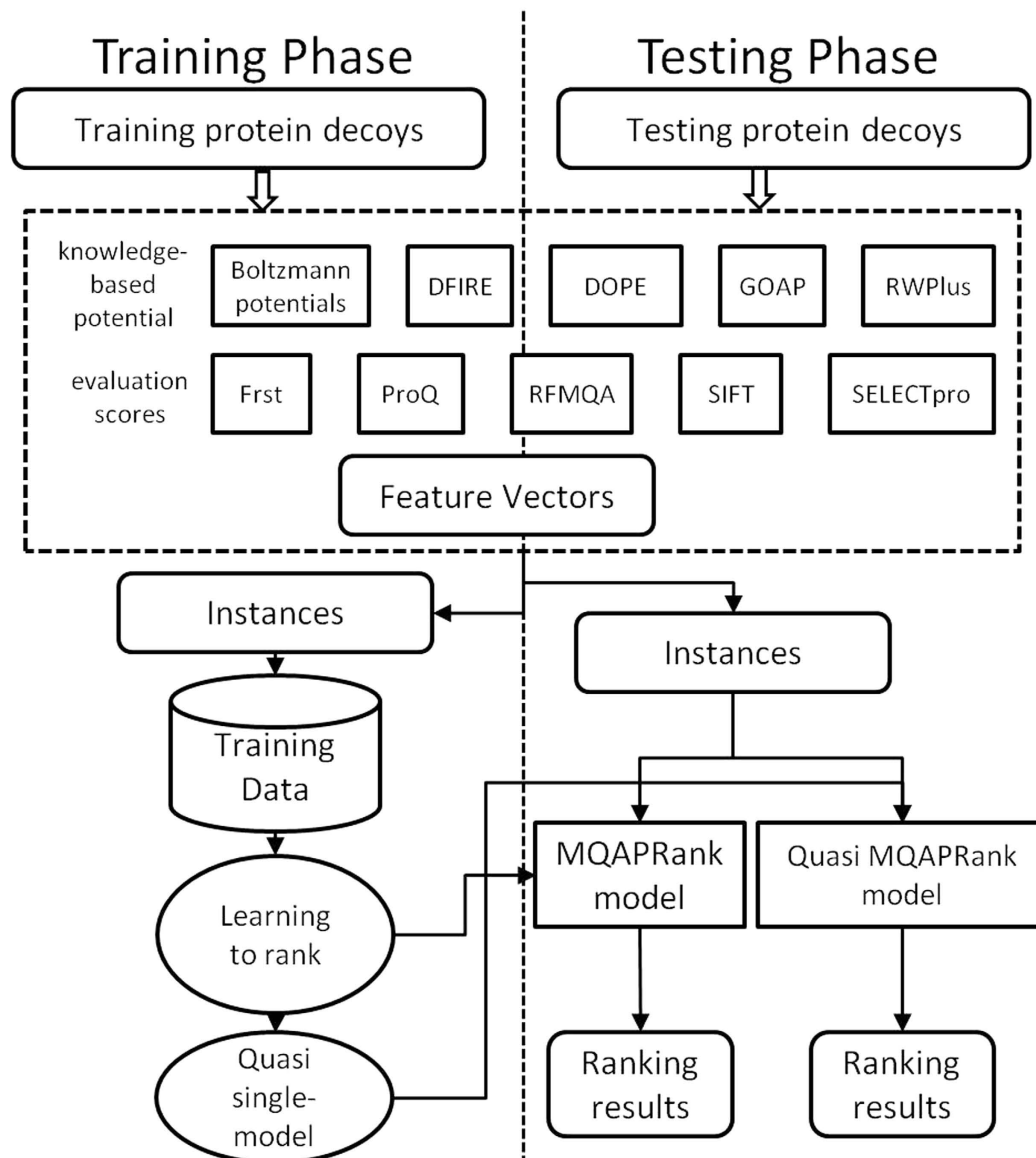 Training Phase
Testing Phase
Training protein decoys
Testing protein decoys
knowledge-
based
potential
Boltzmann
potentials
DFIRE
DOPE
GOAP
RWPlus
evaluation
scores
Frst
ProQ
RFMQA
SIFT
SELECTpro
Feature Vectors
Instances
Instances
Training
Data
MQAPRank
model
Quasi MQAPRank
model
Learning
to rank
Quasi
single-
model
Ranking
results
Ranking
results